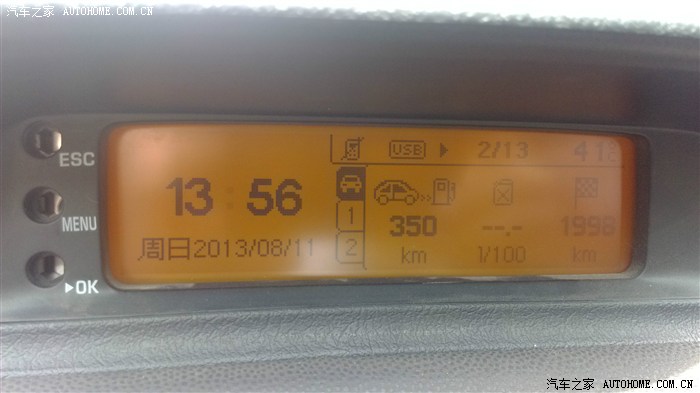 汽车之家 AUTOHOME.COM.CN
ESC
MENU
▶OK
13:56
周日2013/08/11
USB ▶ 2/13
1
2
350
km
--.-
1/100
1998
km
汽车之家 AUTOHOME.COM.CN